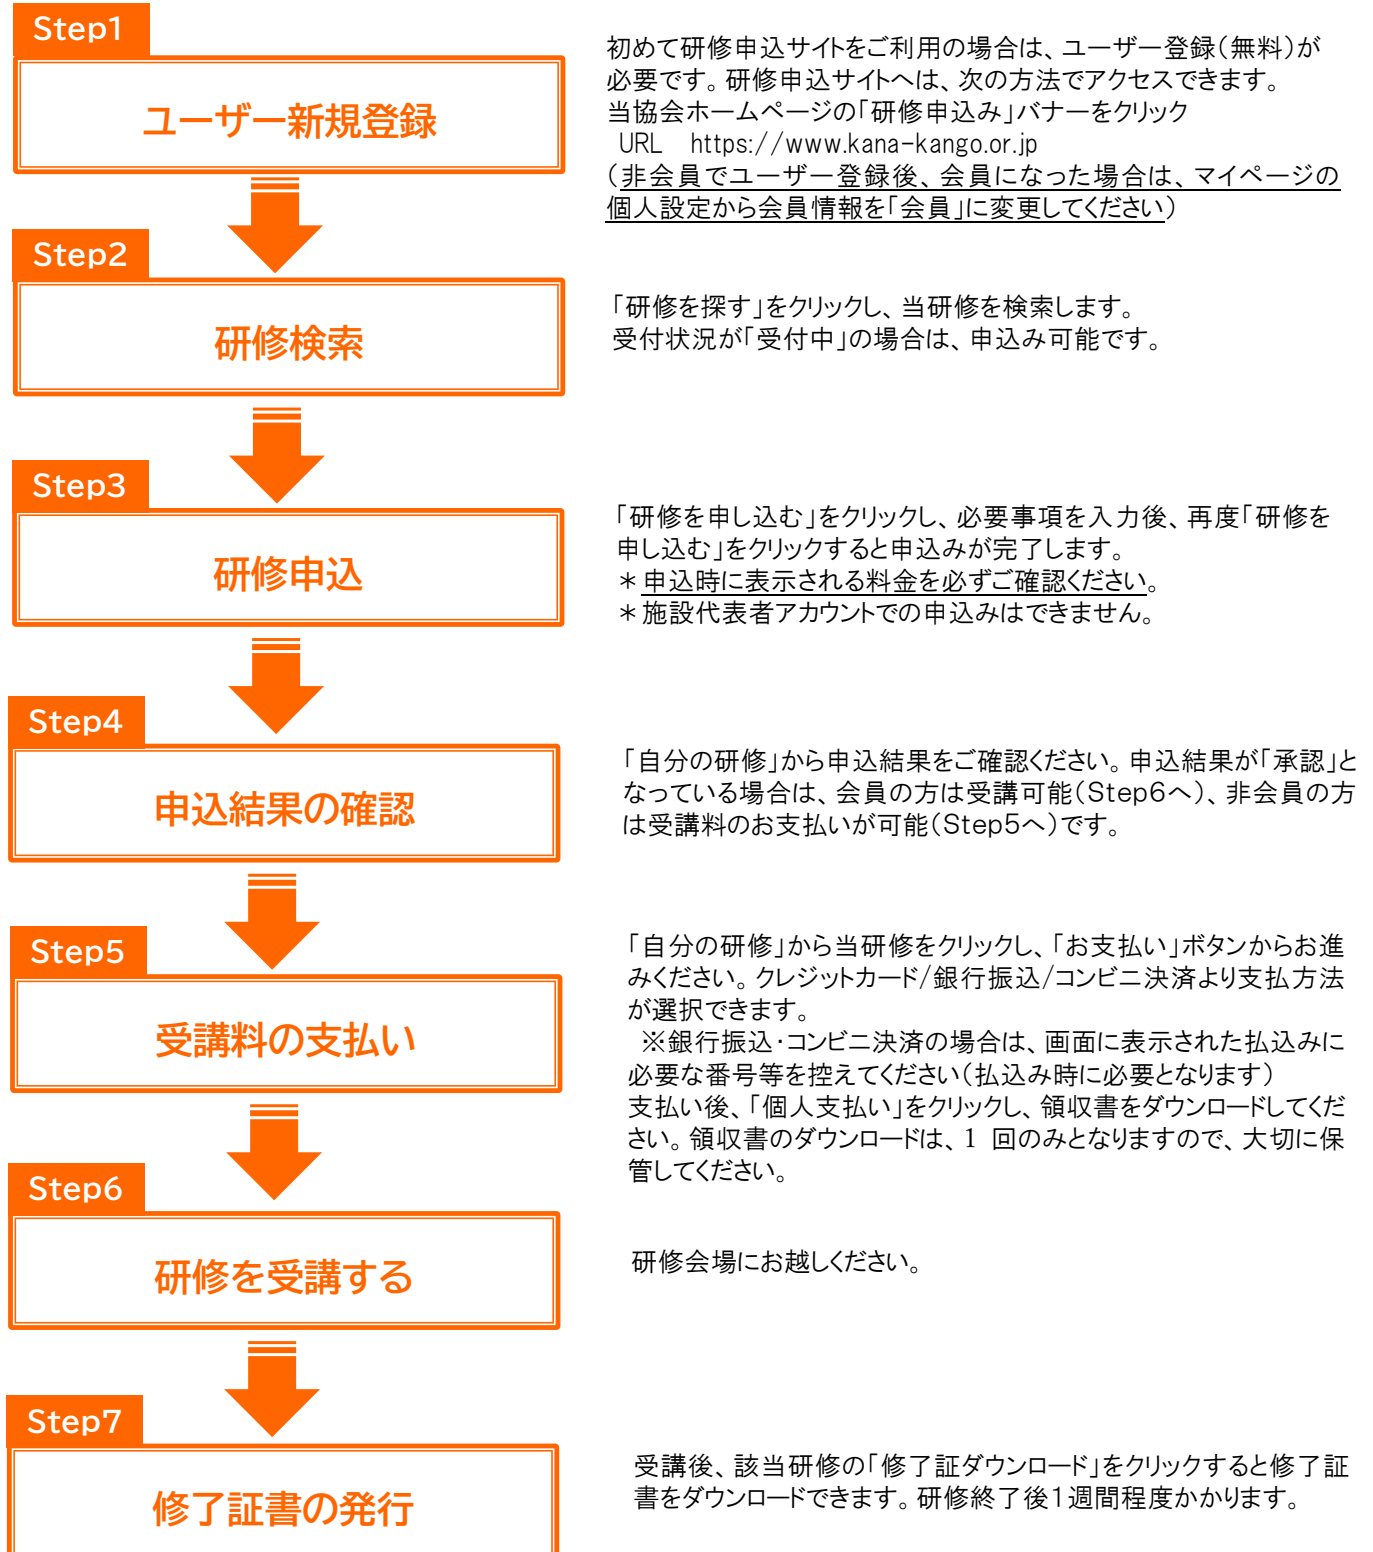 Step1
ユーザー新規登録
初めて研修申込サイトをご利用の場合は、ユーザー登録（無料）が
必要です。研修申込サイトへは、次の方法でアクセスできます。
当協会ホームページの「研修申込み」バナーをクリック
URL　https://www.kana-kango.or.jp
（非会員でユーザー登録後、会員になった場合は、マイページの
個人設定から会員情報を「会員」に変更してください）
Step2
研修検索
「研修を探す」をクリックし、当研修を検索します。
受付状況が「受付中」の場合は、申込み可能です。
Step3
研修申込
「研修を申し込む」をクリックし、必要事項を入力後、再度「研修を
申し込む」をクリックすると申込みが完了します。
＊申込時に表示される料金を必ずご確認ください。
＊施設代表者アカウントでの申込みはできません。
Step4
申込結果の確認
「自分の研修」から申込結果をご確認ください。申込結果が「承認」と
なっている場合は、会員の方は受講可能（Step6へ）、非会員の方
は受講料のお支払いが可能（Step5へ）です。
Step5
受講料の支払い
「自分の研修」から当研修をクリックし、「お支払い」ボタンからお進
みください。クレジットカード/銀行振込/コンビニ決済より支払方法
が選択できます。
※銀行振込・コンビニ決済の場合は、画面に表示された払込みに
必要な番号等を控えてください（払込み時に必要となります）
支払い後、「個人支払い」をクリックし、領収書をダウンロードしてくだ
さい。領収書のダウンロードは、1 回のみとなりますので、大切に保
管してください。
Step6
研修を受講する
研修会場にお越しください。
Step7
修了証書の発行
受講後、該当研修の「修了証ダウンロード」をクリックすると修了証
書をダウンロードできます。研修終了後1週間程度かかります。